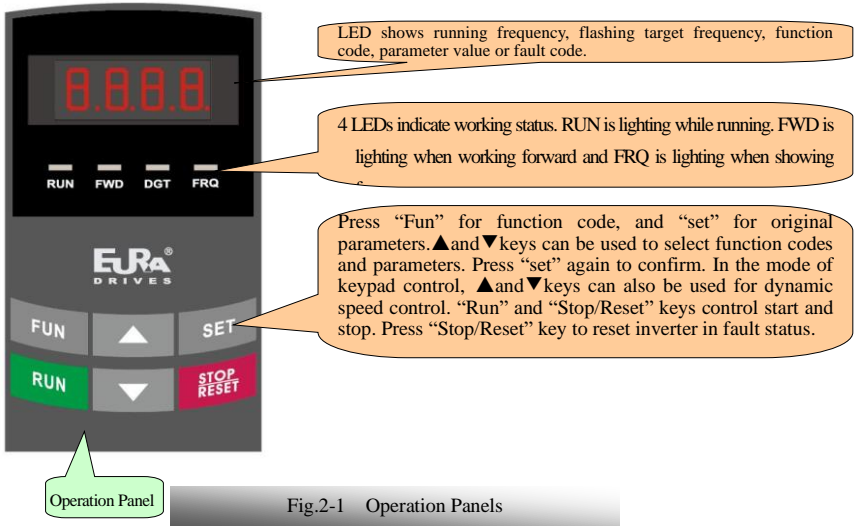 LED shows running frequency, flashing target frequency, function
code, parameter value or fault code.
8.8.8.8.
4 LEDs indicate working status. RUN is lighting while running. FWD is
lighting when working forward and FRQ is lighting when showing
RUN FWD DGT FRQ
Press “Fun” for function code, and “set” for original
parameters.▲and▼keys can be used to select function codes
and parameters. Press “set” again to confirm. In the mode of
keypad control, ▲and▼keys can also be used for dynamic
speed control. “Run” and “Stop/Reset” keys control start and
stop. Press “Stop/Reset” key to reset inverter in fault status.
EURA®
DRIVES
FUN ▲ SET
RUN ▼ STOP
RESET
Operation Panel
Fig.2-1 Operation Panels